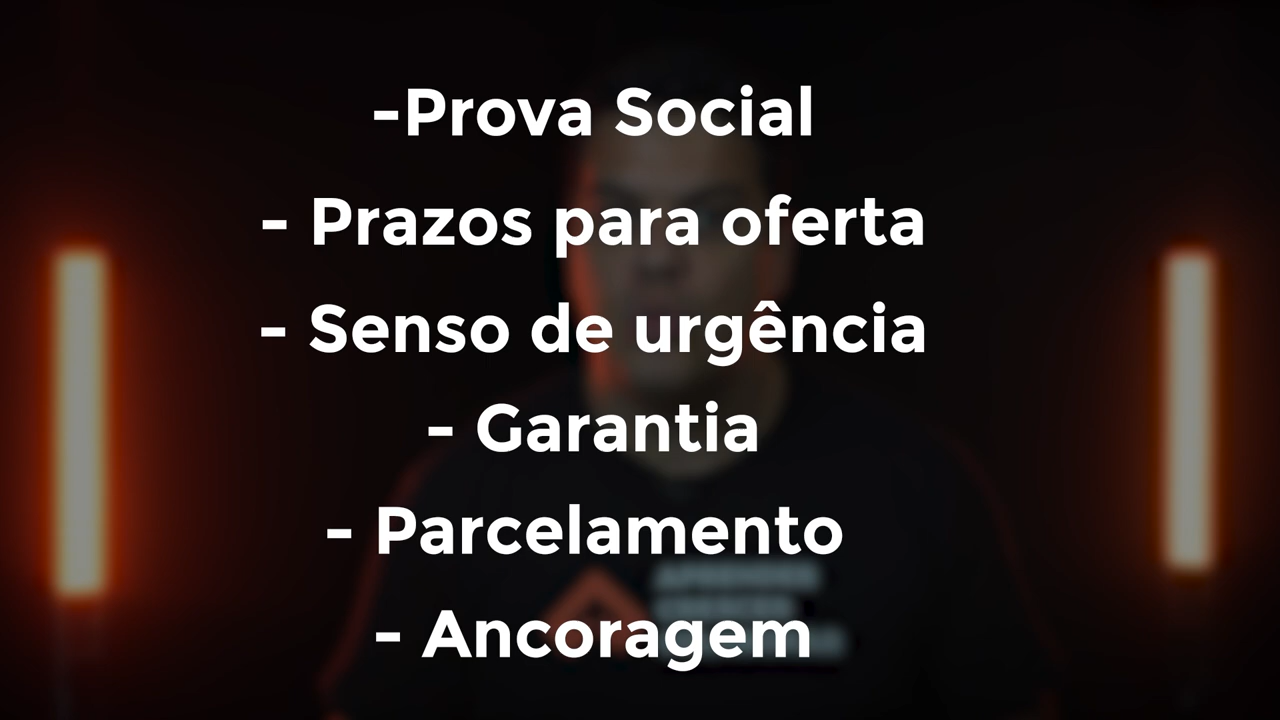 -Prova Social
- Prazos para oferta
- Senso de urgência
- Garantia
- Parcelamento
- Ancoragem